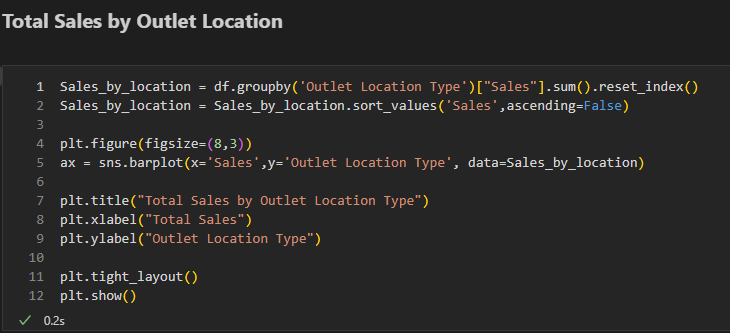 Total Sales by Outlet Location
1 Sales_by_location = df.groupby('Outlet Location Type')["Sales"].sum().reset_index()
2 Sales_by_location = Sales_by_location.sort_values('Sales',ascending=False)
3
4 plt.figure(figsize=(8,3))
5 ax = sns.barplot(x='Sales',y='Outlet Location Type', data=Sales_by_location)
6
7 plt.title("Total Sales by Outlet Location Type")
8 plt.xlabel("Total Sales")
9 plt.ylabel("Outlet Location Type")
10
11 plt.tight_layout()
12 plt.show()
✓ 0.2s